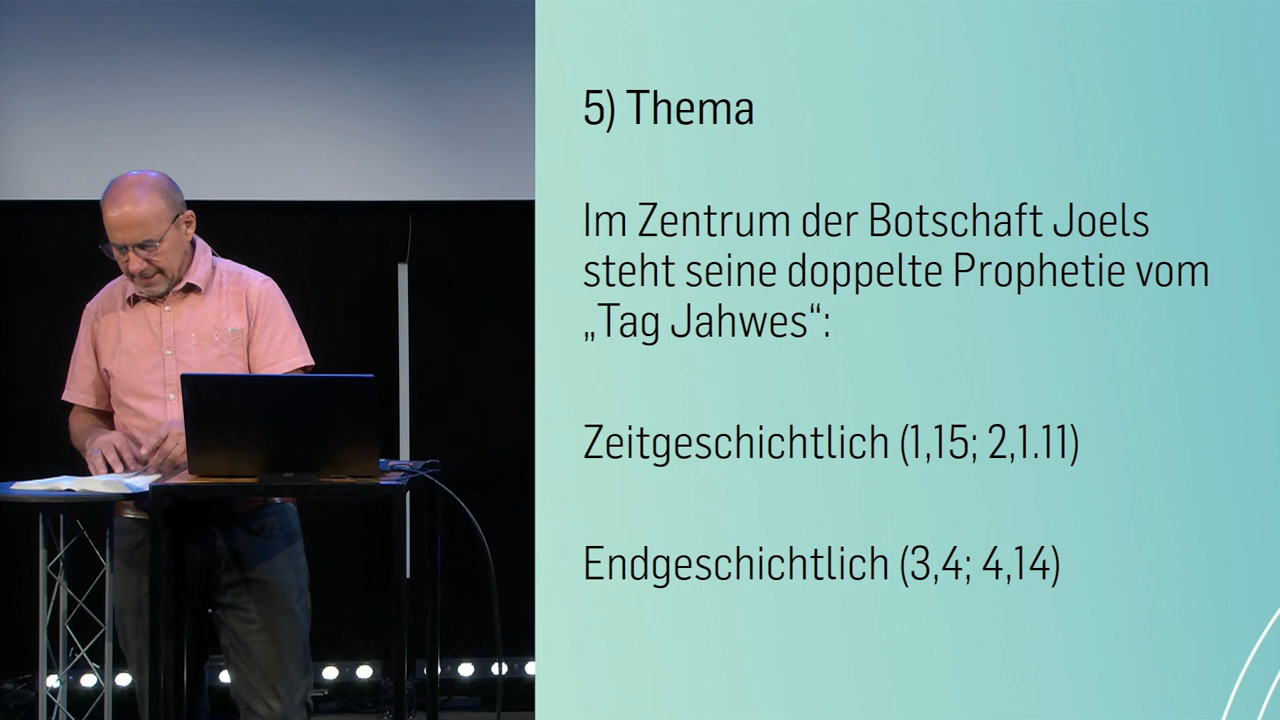 5) Thema
Im Zentrum der Botschaft Joels
steht seine doppelte Prophetie vom
„Tag Jahwes“:
Zeitgeschichtlich (1,15; 2,1.11)
Endgeschichtlich (3,4; 4,14)